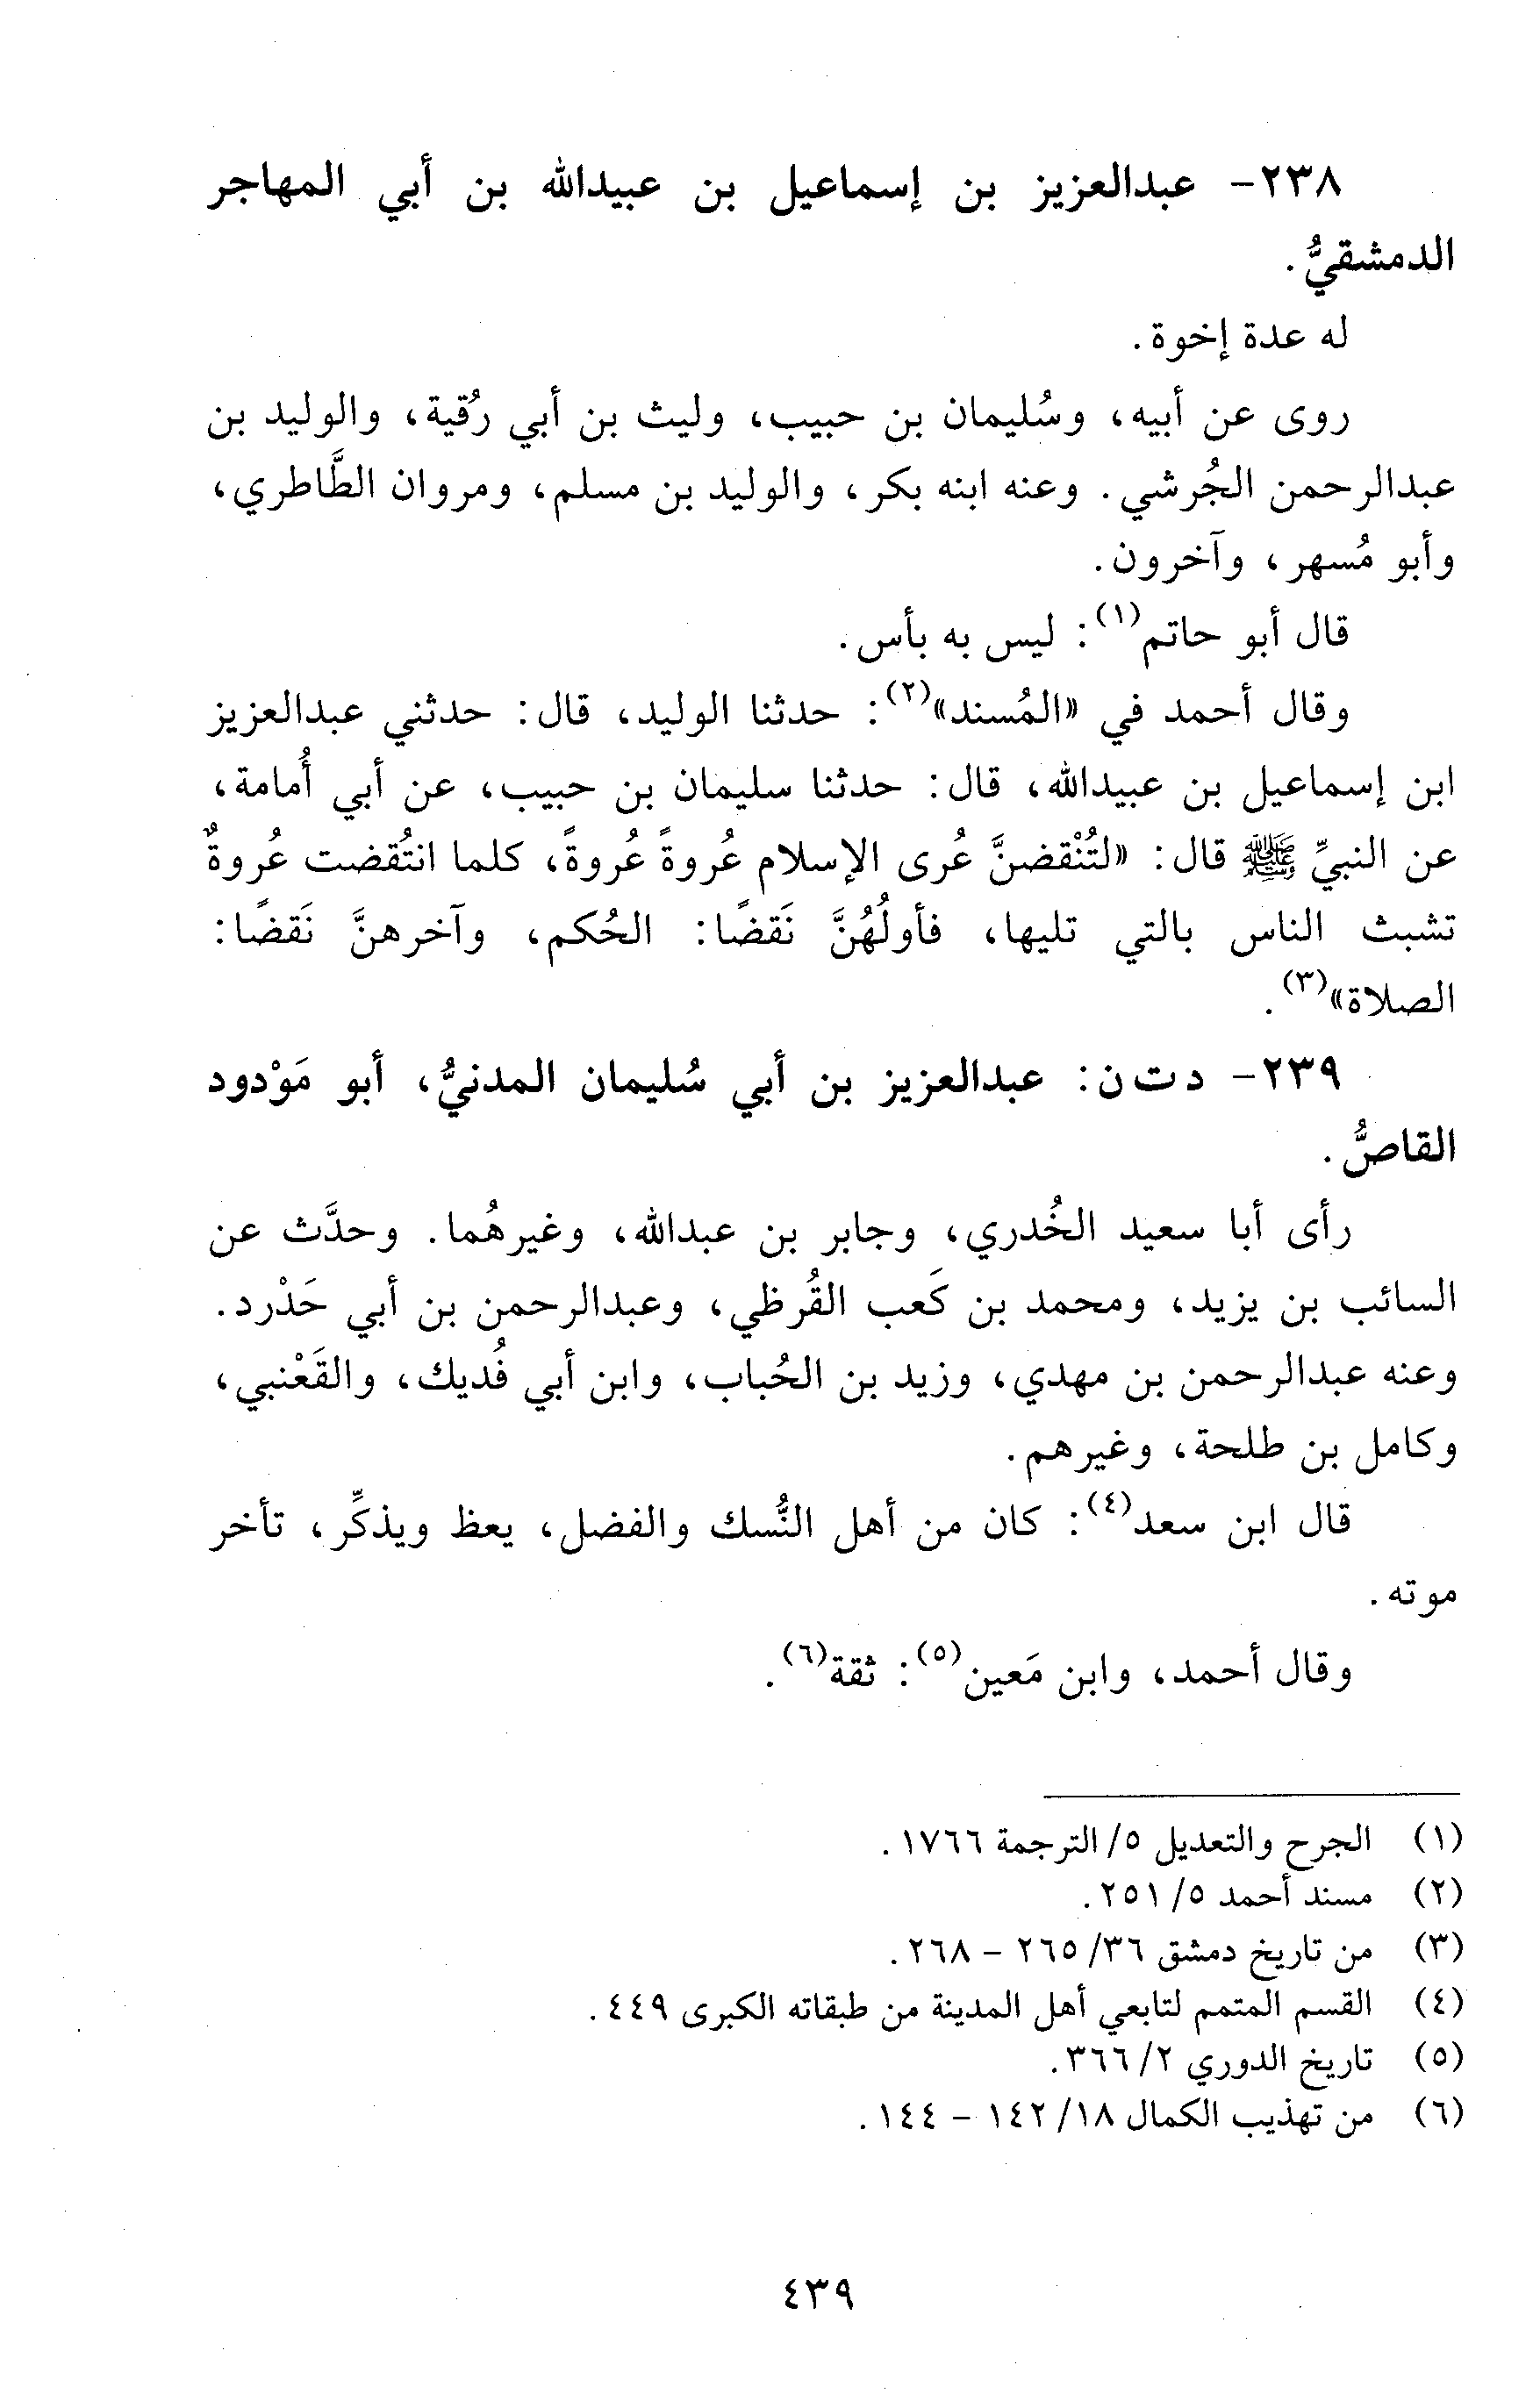 ٢٣٨- عبدالعزيز بن إسماعيل بن عبيدالله بن أبي المهاجر
الدمشقيُّ.
له عدة إخوة.
روى عن أبيه، وسُليمان بن حبيب، وليث بن أبي رُقية، والوليد بن
عبدالرحمن الجُرشي. وعنه ابنه بكر، والوليد بن مسلم، ومروان الطَّاطري،
وأبو مُسهر، وآخرون.
قال أبو حاتم(١): ليس به بأس.
وقال أحمد في «المُسند»(٢): حدثنا الوليد، قال: حدثني عبدالعزيز
ابن إسماعيل بن عبيدالله، قال: حدثنا سليمان بن حبيب، عن أبي أُمامة،
عن النبيِّ ﷺ قال: «لتُنْقضنَّ عُرى الإسلام عُروةً عُروةً، كلما انتُقضت عُروةٌ
تشبث الناس بالتي تليها، فأولُهُنَّ نَقضًا: الحُكم، وآخرهنَّ نَقضًا:
الصلاة»(٣).
٢٣٩- د ت ن: عبدالعزيز بن أبي سُليمان المدنيُّ، أبو مَوْدود
القاصُّ.
رأى أبا سعيد الخُدري، وجابر بن عبدالله، وغيرهُما. وحدَّث عن
السائب بن يزيد، ومحمد بن كَعب القُرظي، وعبدالرحمن بن أبي حَدْرد.
وعنه عبدالرحمن بن مهدي، وزيد بن الحُباب، وابن أبي فُديك، والقَعْنبي،
وكامل بن طلحة، وغيرهم.
قال ابن سعد(٤): كان من أهل النُّسك والفضل، يعظ ويذكِّر، تأخر
موته.
وقال أحمد، وابن مَعين(٥): ثقة(٦).
(١) الجرح والتعديل ٥/ الترجمة ١٧٦٦.
(٢) مسند أحمد ٥/ ٢٥١.
(٣) من تاريخ دمشق ٣٦/ ٢٦٥ - ٢٦٨.
(٤) القسم المتمم لتابعي أهل المدينة من طبقاته الكبرى ٤٤٩.
(٥) تاريخ الدوري ٢/ ٣٦٦.
(٦) من تهذيب الكمال ١٨/ ١٤٢ - ١٤٤.
٤٣٩